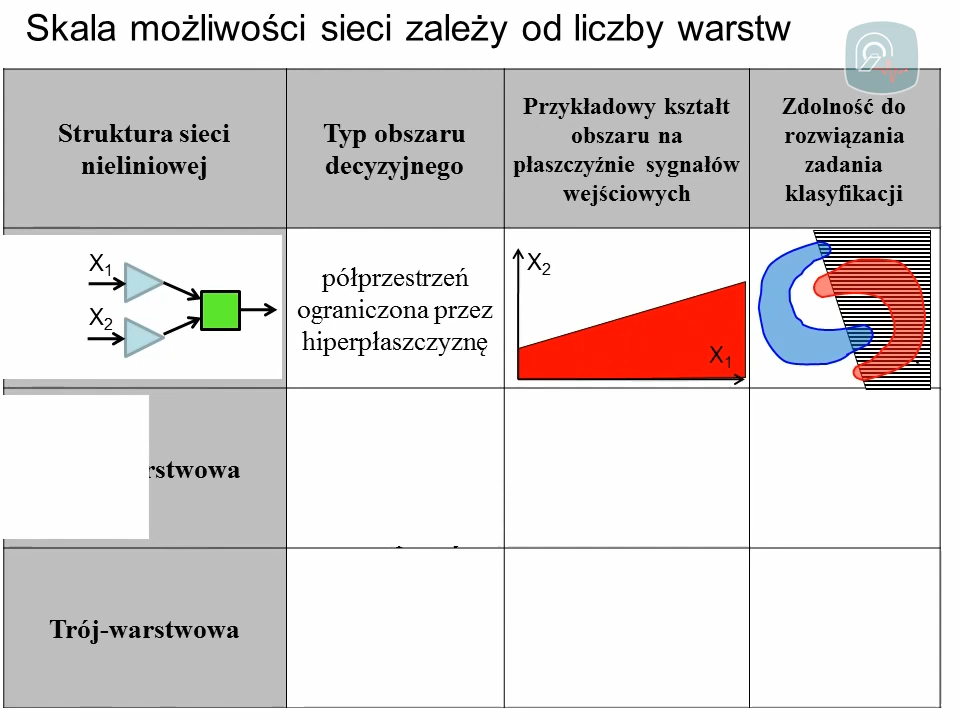 Skala możliwości sieci zależy od liczby warstw
Struktura sieci
nieliniowej
Typ obszaru
decyzyjnego
Przykładowy kształt
obszaru na
płaszczyźnie sygnałów
wejściowych
Zdolność do
rozwiązania
zadania
klasyfikacji
X1
X2
półprzestrzeń
ograniczona przez
hiperpłaszczyznę
X2
X1
rstwowa
Trój-warstwowa